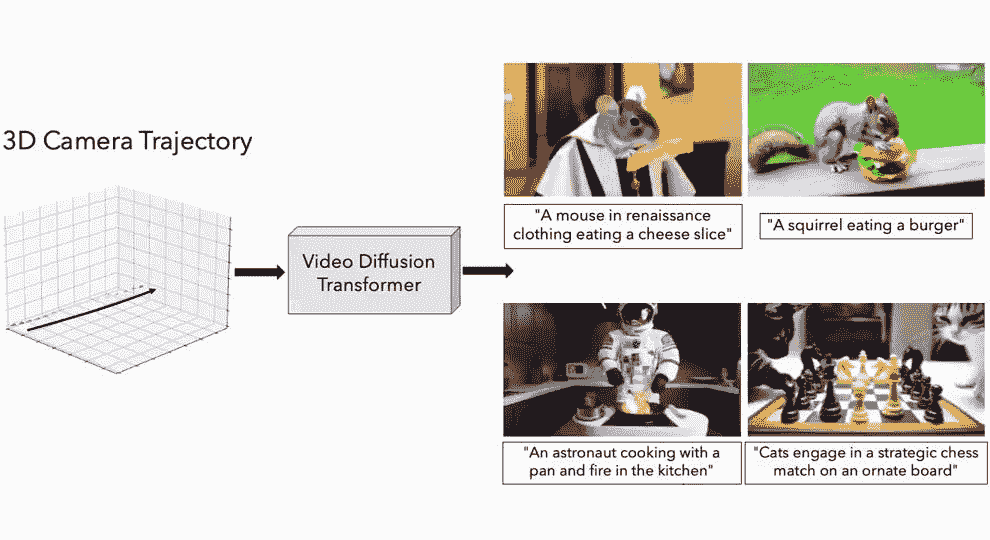 3D Camera Trajectory
Video Diffusion
Transformer
"A mouse in renaissance
clothing eating a cheese slice"
"A squirrel eating a burger"
"An astronaut cooking with a
pan and fire in the kitchen"
"Cats engage in a strategic chess
match on an ornate board"